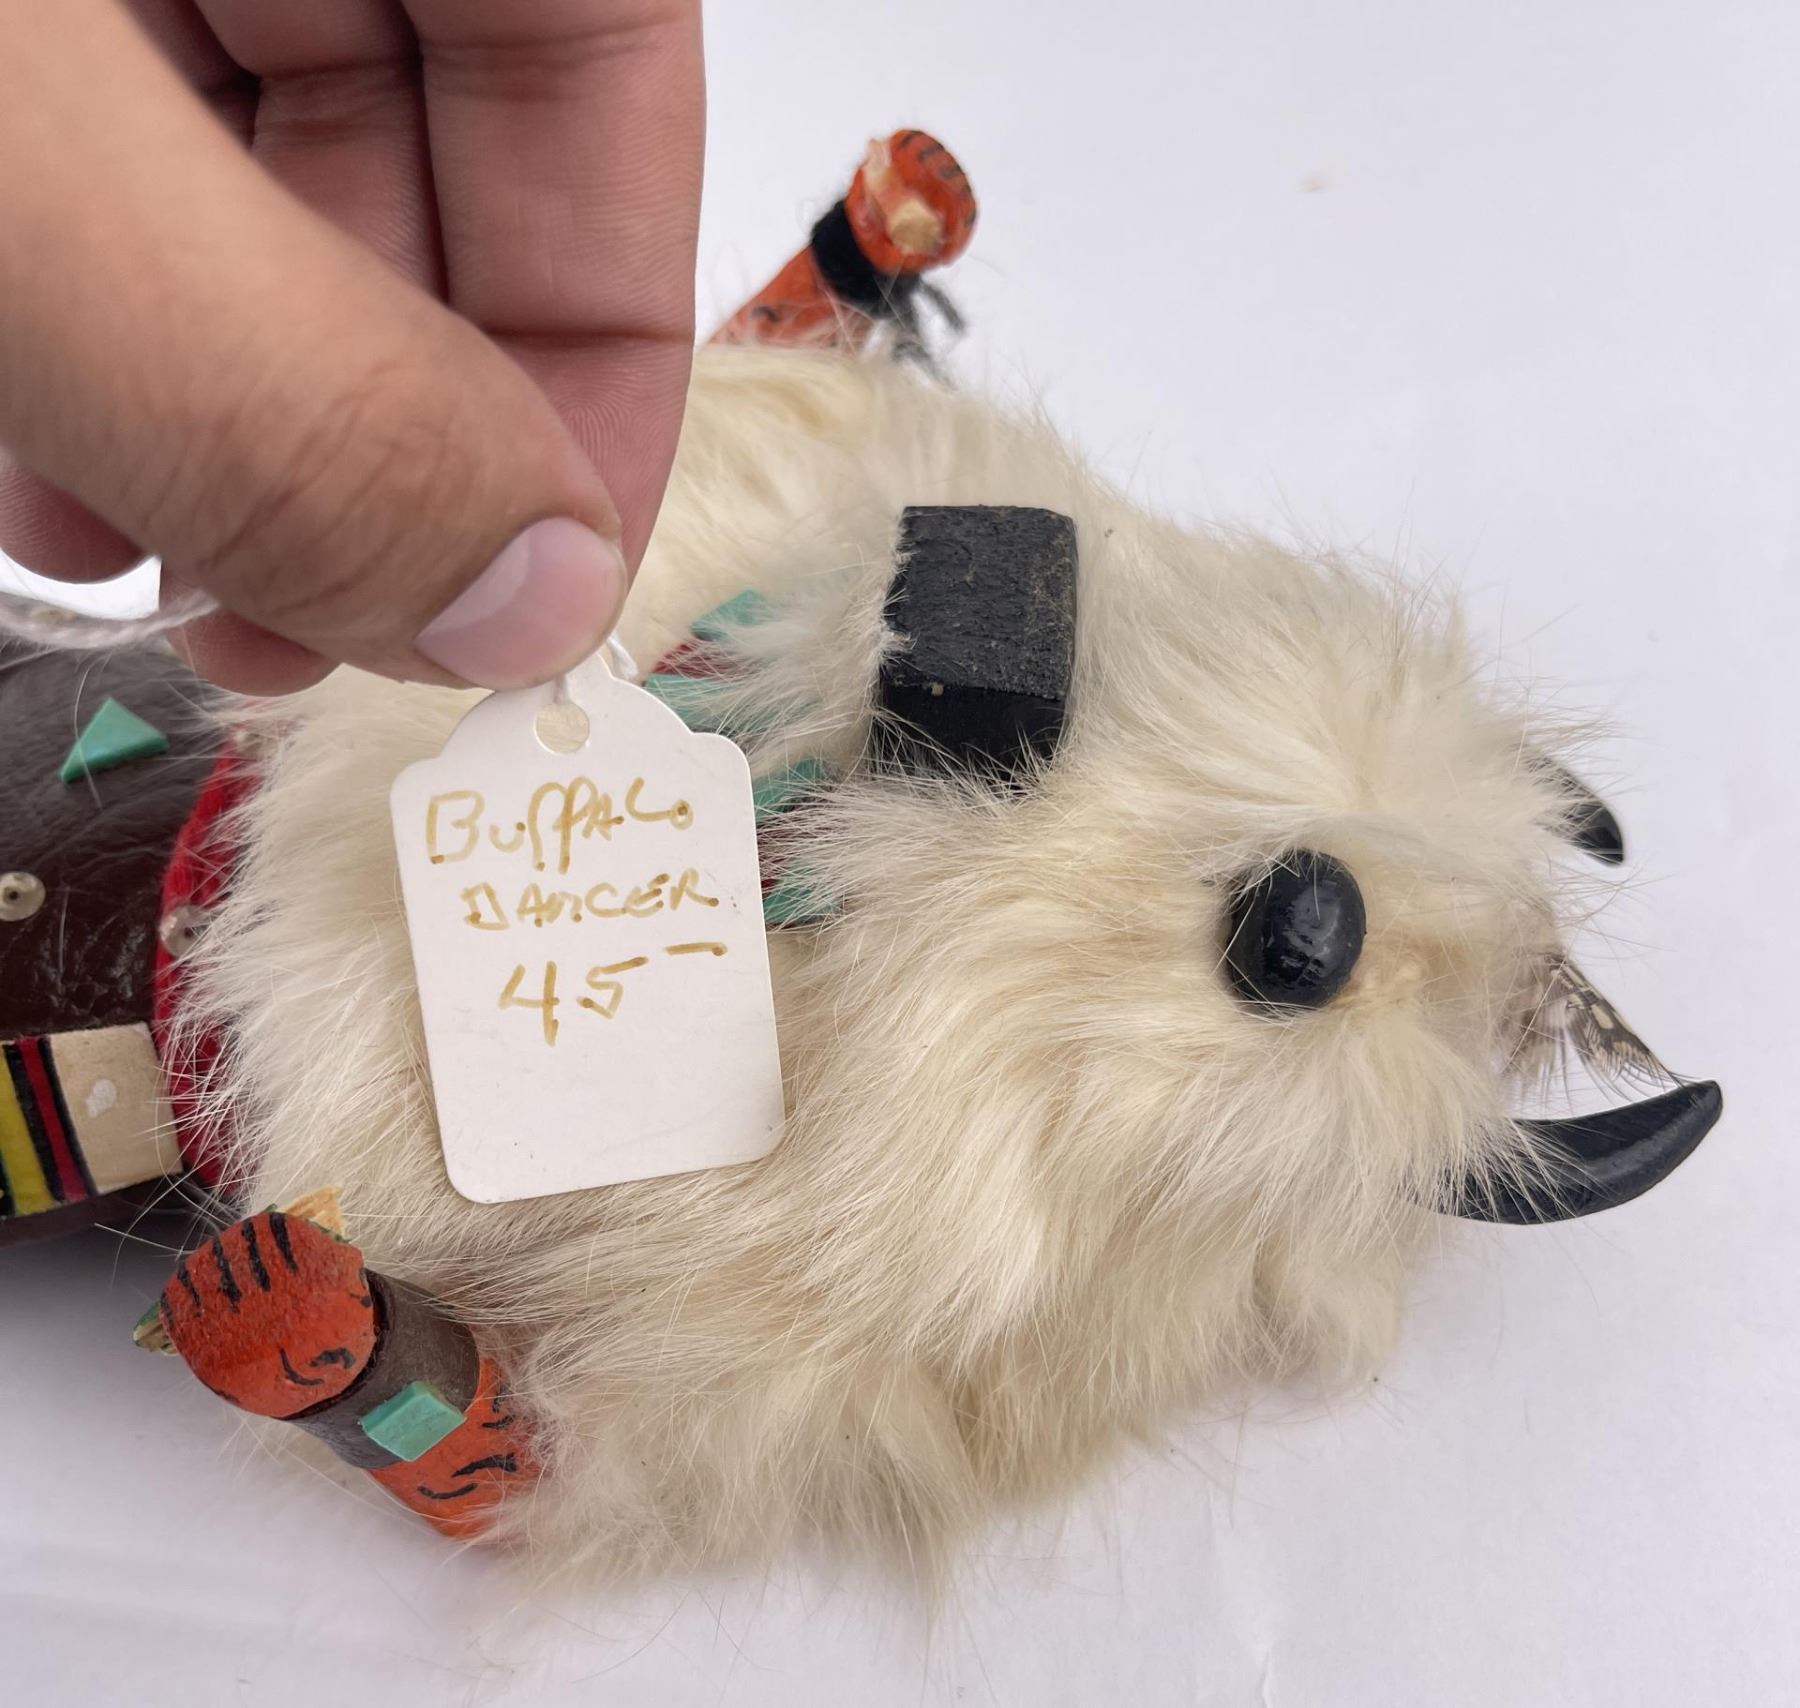 BuffALo
DANCER
45 –